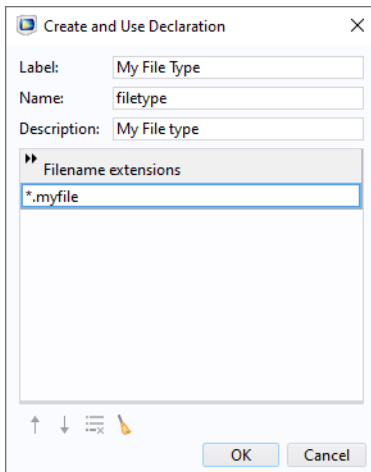 Create and Use Declaration
Label: My File Type
Name: filetype
Description: My File type
Filename extensions
*.myfile
OK Cancel